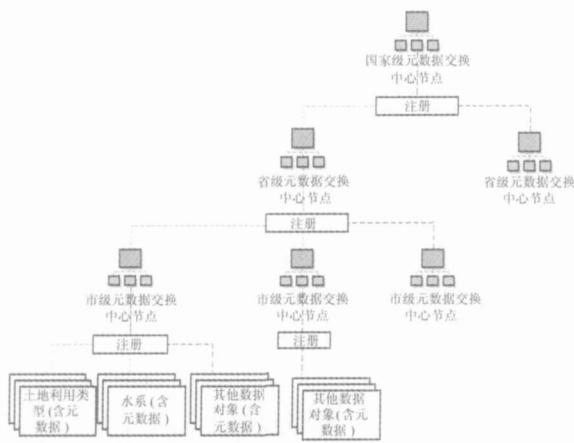 国家级元数据交换
中心节点
注册
省级元数据交换
中心节点
省级元数据交换
中心节点
注册
市级元数据交换
中心节点
市级元数据交换
中心节点
市级元数据交换
中心节点
注册
注册
土地利用类
型(含元
数据)
水系(含
元数据)
其他数据
对象(含
元数据)
其他数据
对象(含元
数据)